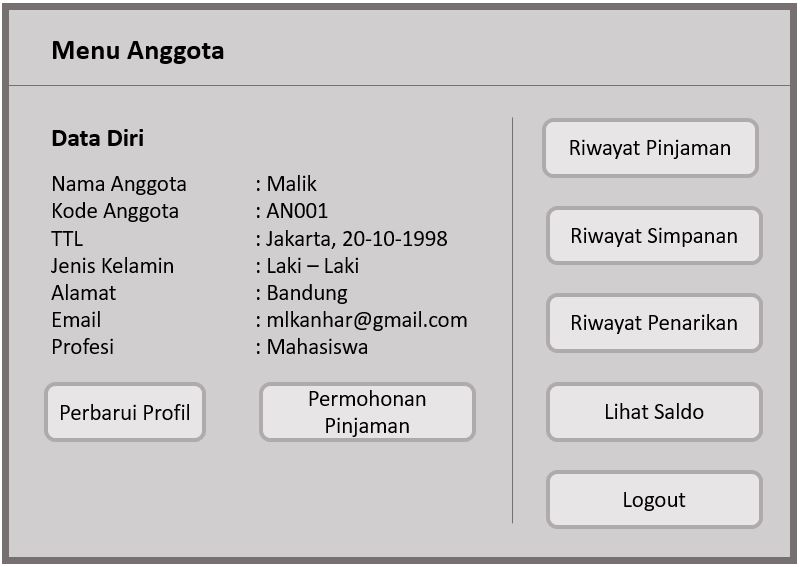 Menu Anggota
Data Diri
Nama Anggota : Malik
Kode Anggota : AN001
TTL : Jakarta, 20-10-1998
Jenis Kelamin : Laki – Laki
Alamat : Bandung
Email : mlkanhar@gmail.com
Profesi : Mahasiswa
Perbarui Profil
Permohonan
Pinjaman
Riwayat Pinjaman
Riwayat Simpanan
Riwayat Penarikan
Lihat Saldo
Logout